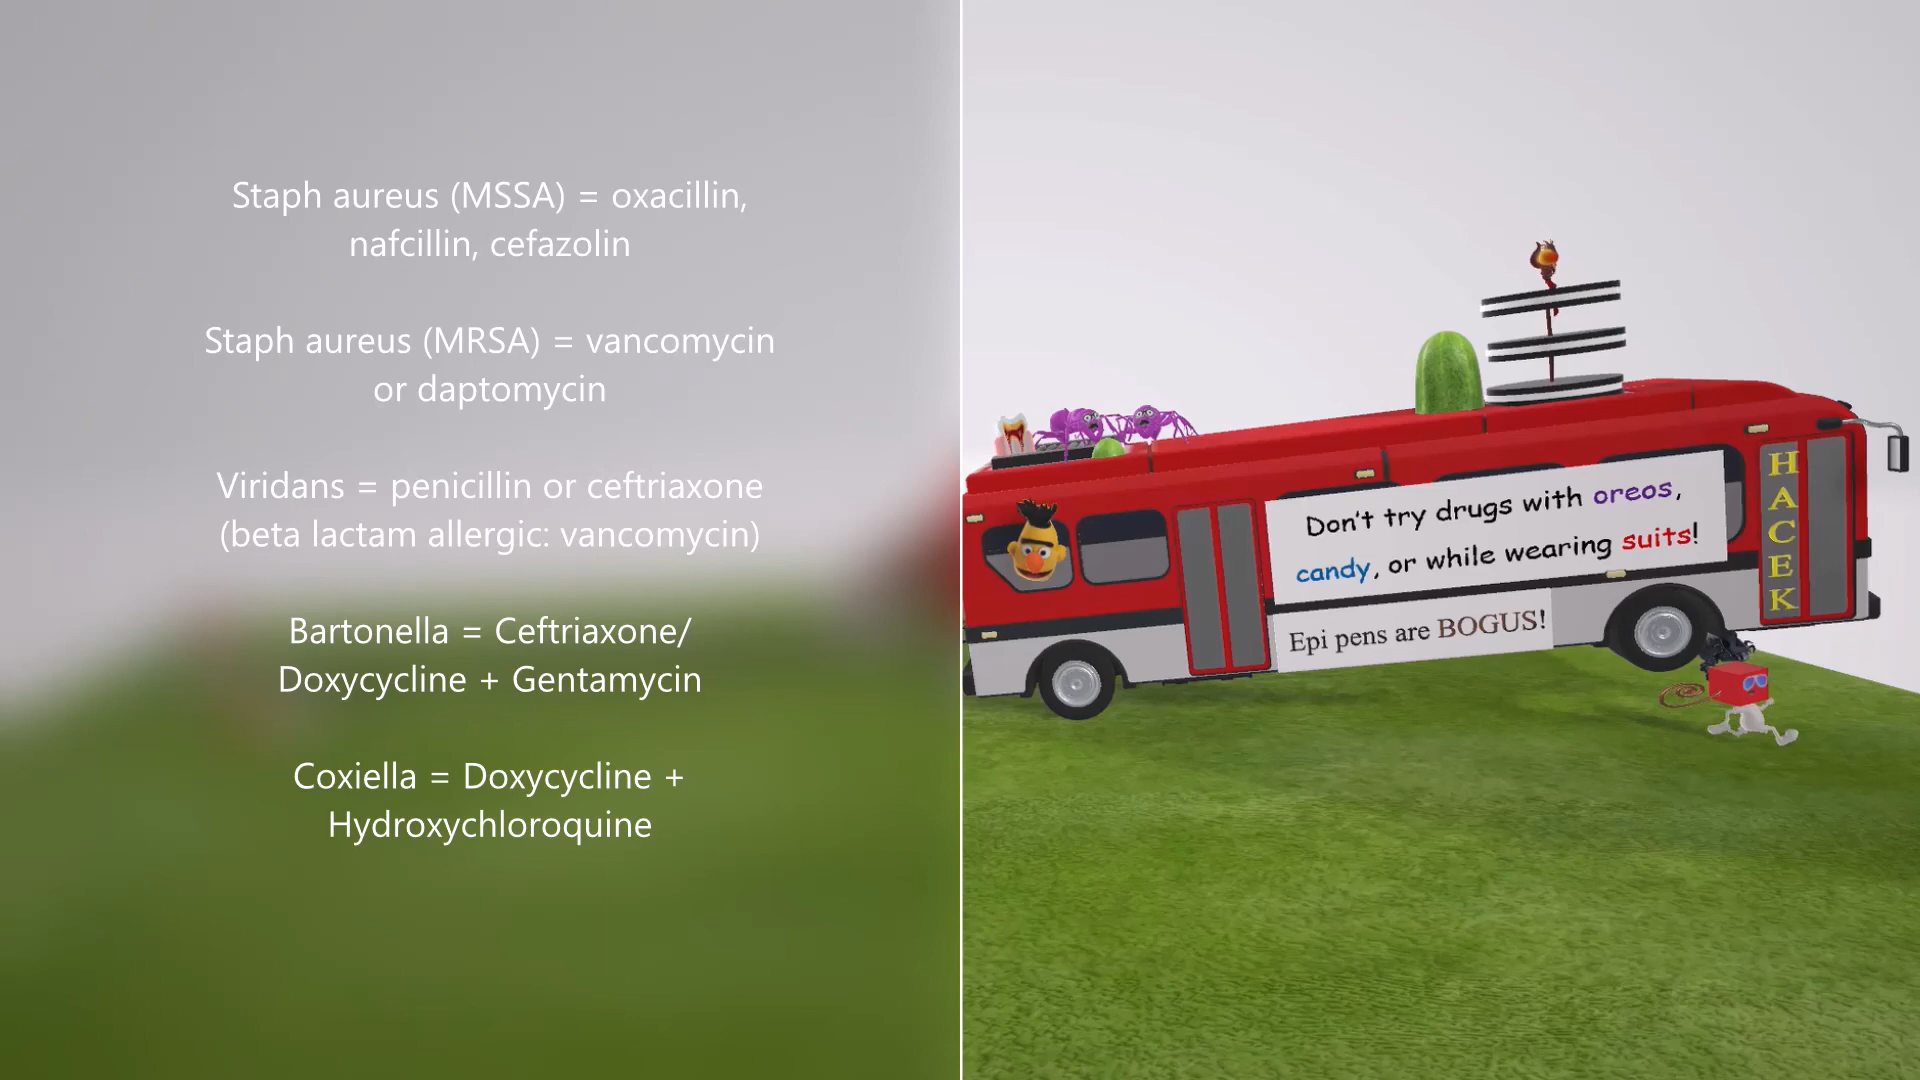 Staph aureus (MSSA) = oxacillin,
nafcillin, cefazolin
Staph aureus (MRSA) = vancomycin
or daptomycin
Viridans = penicillin or ceftriaxone
(beta lactam allergic: vancomycin)
Bartonella = Ceftriaxone/
Doxycycline + Gentamycin
Coxiella = Doxycycline +
Hydroxychloroquine
Don't try drugs with oreos,
candy, or while wearing suits!
Epi pens are BOGUS!
HACEK